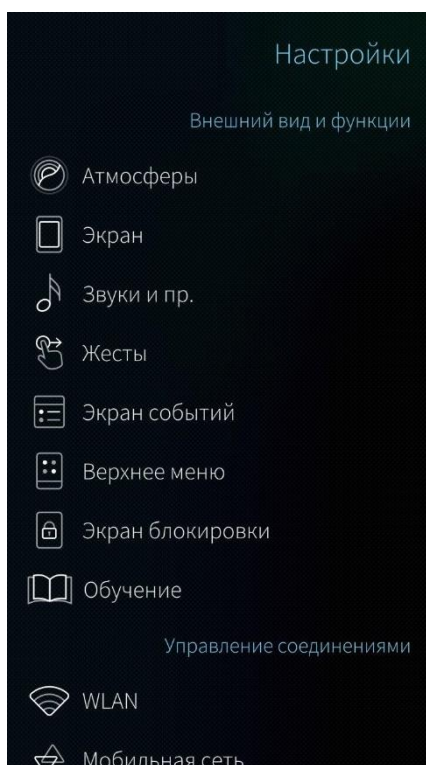 Настройки
Внешний вид и функции
Атмосферы
Экран
Звуки и пр.
Жесты
Экран событий
Верхнее меню
Экран блокировки
Обучение
Управление соединениями
WLAN
Мобильная сеть